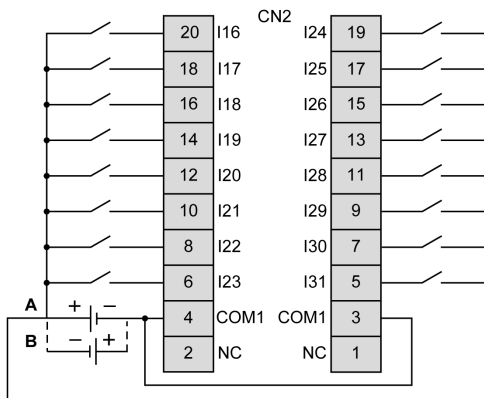 CN2
20 I16 I24 19
18 I17 I25 17
16 I18 I26 15
14 I19 I27 13
12 I20 I28 11
10 I21 I29 9
8 I22 I30 7
6 I23 I31 5
A + − 4 COM1 COM1 3
B − + 2 NC NC 1